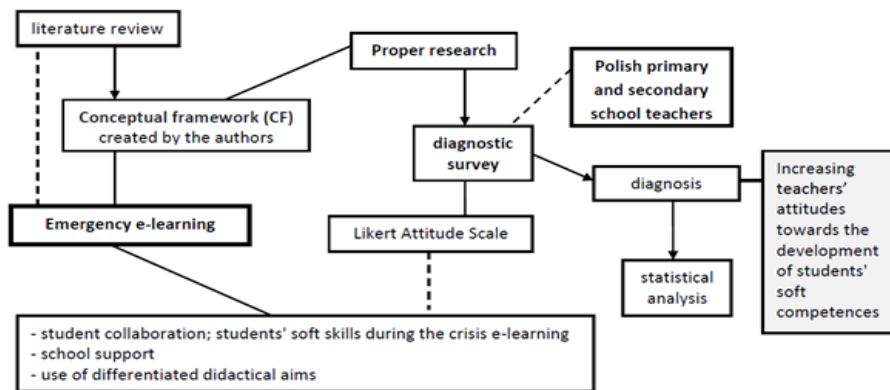 literature review
Conceptual framework (CF)
created by the authors
Emergency e-learning
Proper research
diagnostic
survey
Likert Attitude Scale
Polish primary
and secondary
school teachers
diagnosis
statistical
analysis
Increasing
teachers’
attitudes
towards the
development
of students'
soft
competences
- student collaboration; students' soft skills during the crisis e-learning
- school support
- use of differentiated didactical aims